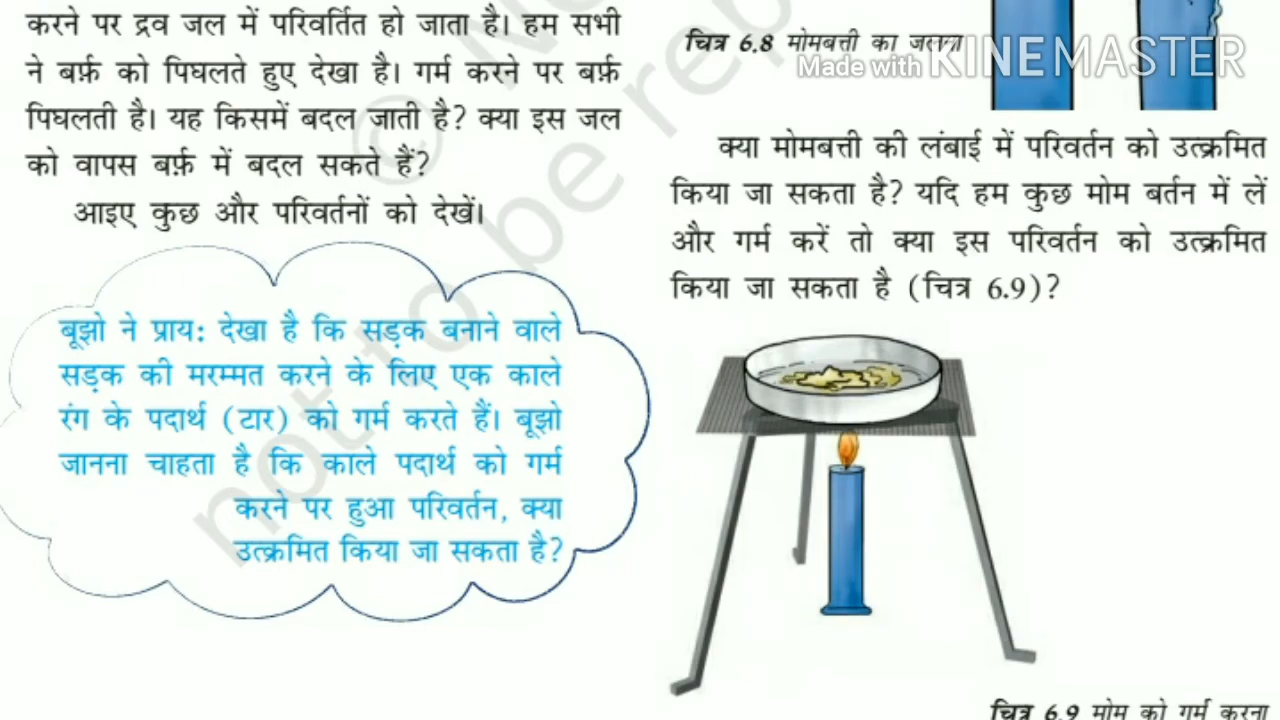 करने पर द्रव जल में परिवर्तित हो जाता है। हम सभी
ने बर्फ़ को पिघलते हुए देखा है। गर्म करने पर बर्फ़
पिघलती है। यह किसमें बदल जाती है? क्या इस जल
को वापस बर्फ़ में बदल सकते हैं?
आइए कुछ और परिवर्तनों को देखें।
बूझो ने प्राय: देखा है कि सड़क बनाने वाले
सड़क की मरम्मत करने के लिए एक काले
रंग के पदार्थ (टार) को गर्म करते हैं। बूझो
जानना चाहता है कि काले पदार्थ को गर्म
करने पर हुआ परिवर्तन, क्या
उत्क्रमित किया जा सकता है?
चित्र 6.8 मोमबत्ती का जलना
Made with KINEMASTER
क्या मोमबत्ती की लंबाई में परिवर्तन को उत्क्रमित
किया जा सकता है? यदि हम कुछ मोम बर्तन में लें
और गर्म करें तो क्या इस परिवर्तन को उत्क्रमित
किया जा सकता है (चित्र 6.9)?
चित्र 6.9 मोम को गर्म करना
not to be rep